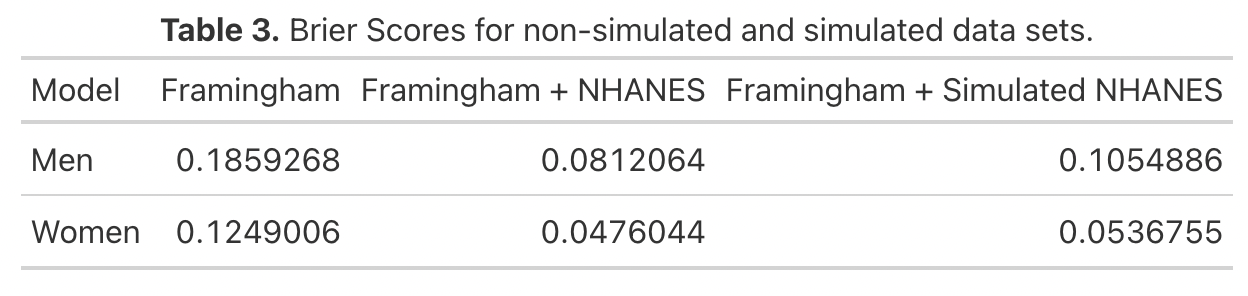 Table 3. Brier Scores for non-simulated and simulated data sets.
Model Framingham Framingham + NHANES Framingham + Simulated NHANES
Men 0.1859268 0.0812064 0.1054886
Women 0.1249006 0.0476044 0.0536755